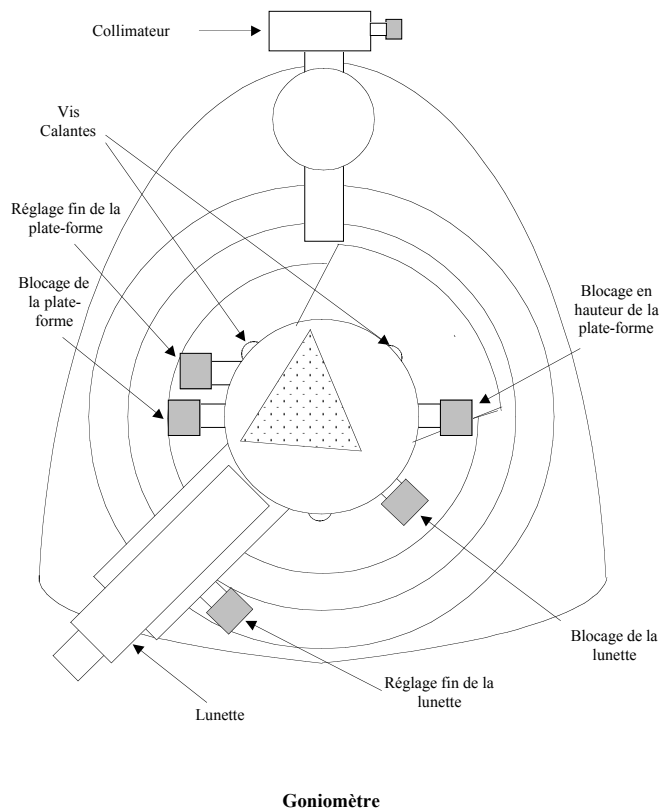 Collimateur
Vis
Calantes
Réglage fin de la
plate-forme
Blocage de
la plate-
forme
Blocage en
hauteur de la
plate-forme
Blocage de la
lunette
Réglage fin de la
lunette
Lunette
Goniomètre